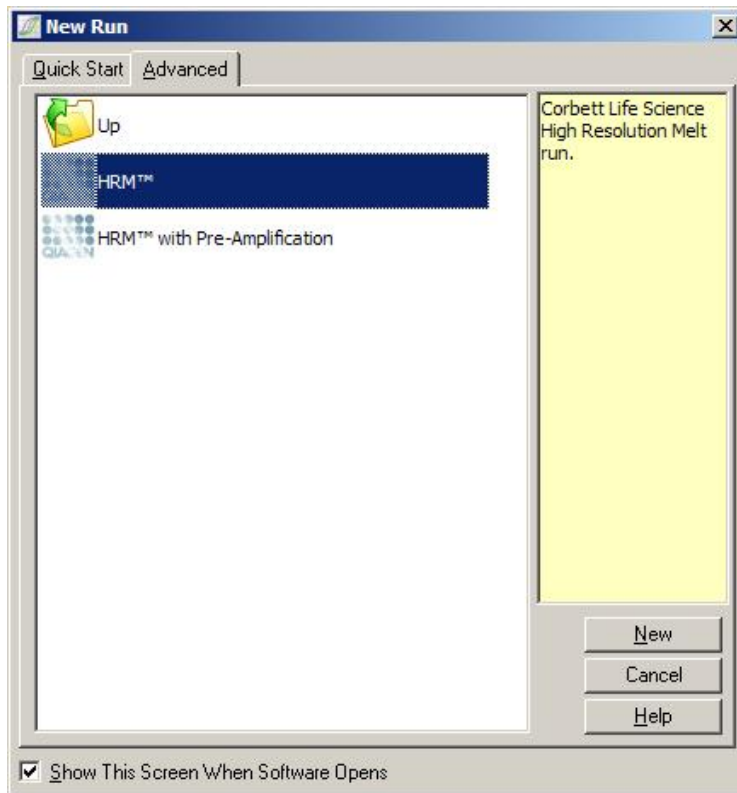 New Run
Quick Start
Advanced
Up
HRM™
HRM™ with Pre-Amplification
QIAGEN
Corbett Life Science
High Resolution Melt
run.
New
Cancel
Help
Show This Screen When Software Opens